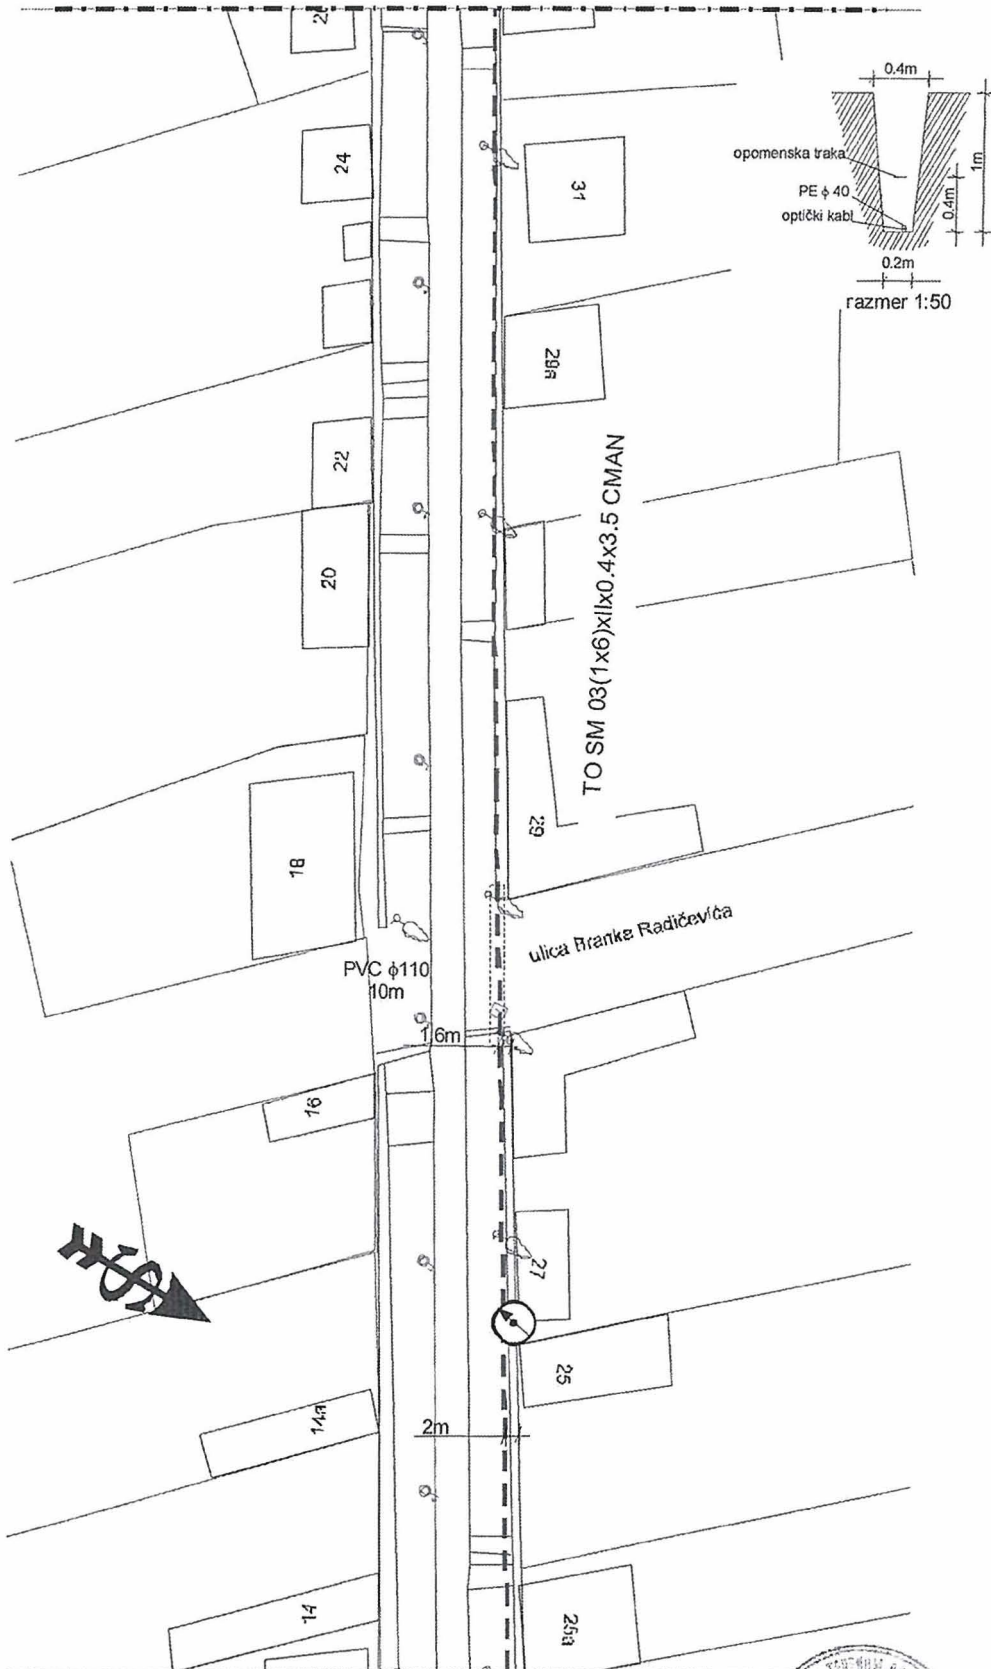 0.4m
24
31
opomenska traka
1m
PE ϕ 40
0.4m
optički kabl
0.2m
razmer 1:50
29a
22
20
TO SM 03(1x6)xIIx0.4x3.5 CMAN
29
18
ulica Branka Radičevića
PVC ϕ110
10m
1,6m
16
S
27
25
14a
2m
14
25a